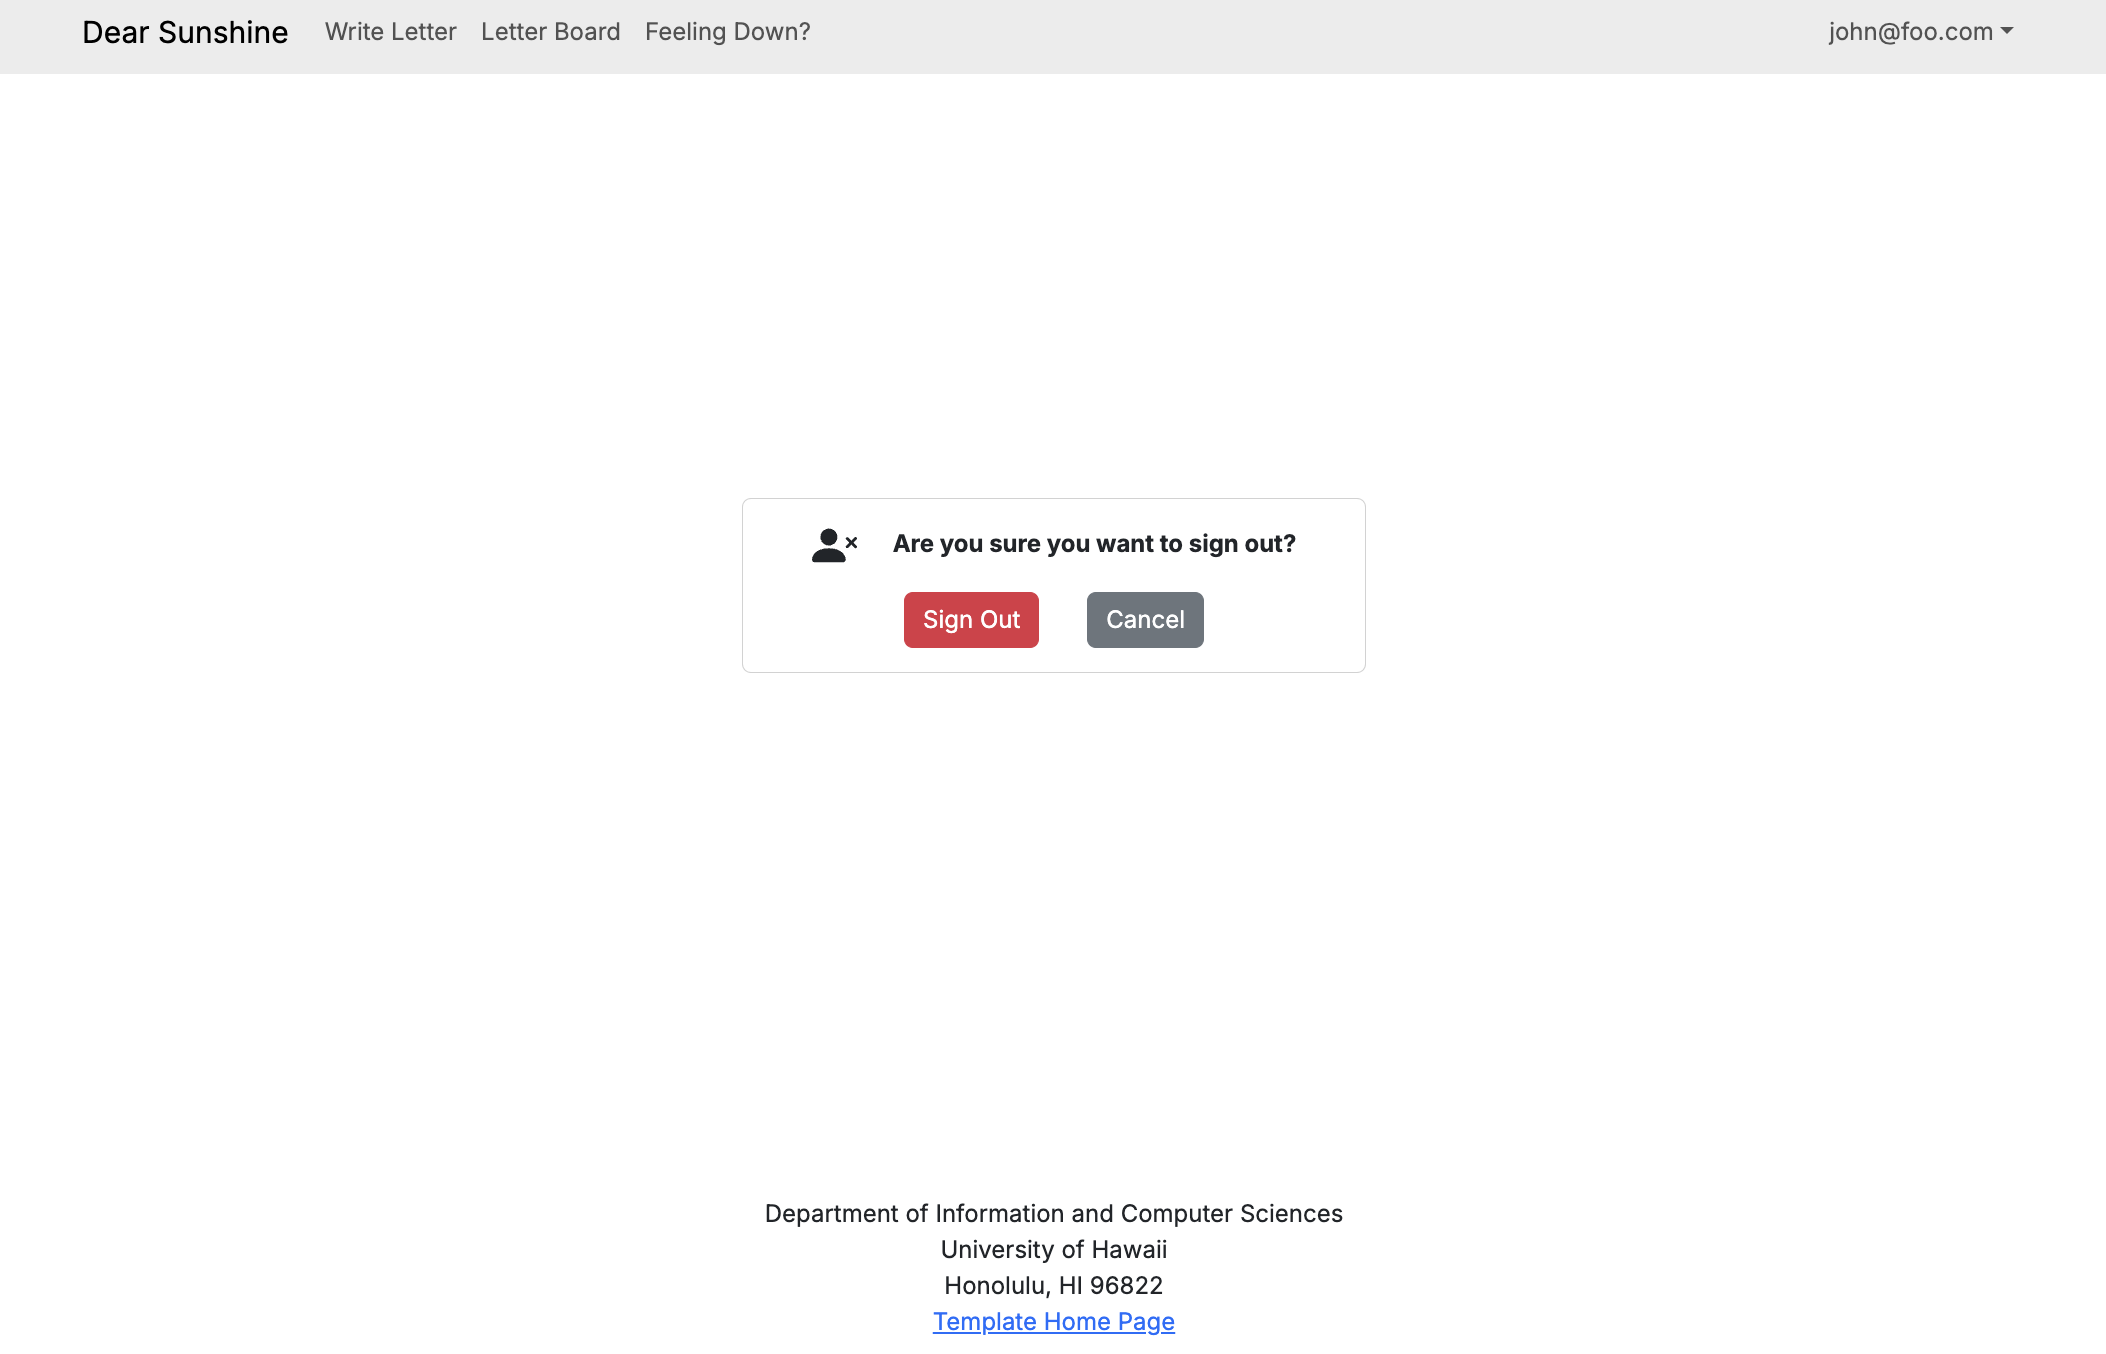 Dear Sunshine Write Letter Letter Board Feeling Down? john@foo.com
Are you sure you want to sign out?
Sign Out Cancel
Department of Information and Computer Sciences
University of Hawaii
Honolulu, HI 96822
Template Home Page